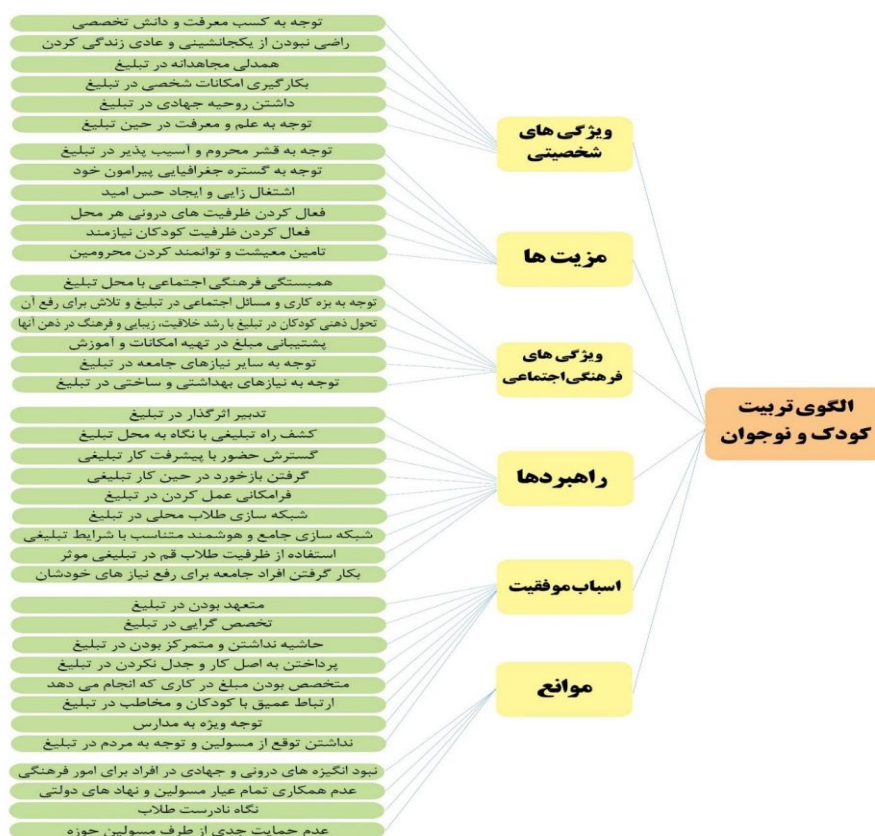 الگوی تربیت
کودک و نوجوان
ویژگی های
شخصیتی
توجه به کسب معرفت و دانش تخصصی
راضی نبودن از یکجانشینی و عادی زندگی کردن
همدلی مجاهدانه در تبلیغ
بکارگیری امکانات شخصی در تبلیغ
داشتن روحیه جهادی در تبلیغ
توجه به علم و معرفت در حین تبلیغ
مزیت ها
توجه به قشر محروم و آسیب پذیر در تبلیغ
توجه به گستره جغرافیایی پیرامون خود
اشتغال زایی و ایجاد حس امید
فعال کردن ظرفیت های درونی هر محل
فعال کردن ظرفیت کودکان نیازمند
تامین معیشت و توانمند کردن محرومین
ویژگی های
فرهنگی اجتماعی
همبستگی فرهنگی اجتماعی با محل تبلیغ
توجه به بزه کاری و مسائل اجتماعی در تبلیغ و تلاش برای رفع آن
تحول ذهنی کودکان در تبلیغ با رشد خلاقیت، زیبایی و فرهنگ در ذهن آنها
پشتیبانی مبلغ در تهیه امکانات و آموزش
توجه به سایر نیازهای جامعه در تبلیغ
توجه به نیازهای بهداشتی و ساختی در تبلیغ
راهبردها
تدبیر اثرگذار در تبلیغ
کشف راه تبلیغی با نگاه به محل تبلیغ
گسترش حضور با پیشرفت کار تبلیغی
گرفتن بازخورد در حین کار تبلیغی
فرامکانی عمل کردن در تبلیغ
شبکه سازی طلاب محلی در تبلیغ
شبکه سازی جامع و هوشمند متناسب با شرایط تبلیغی
استفاده از ظرفیت طلاب قم در تبلیغی موثر
بکار گرفتن افراد جامعه برای رفع نیاز های خودشان
اسباب موفقیت
متعهد بودن در تبلیغ
تخصص گرایی در تبلیغ
حاشیه نداشتن و متمرکز بودن در تبلیغ
پرداختن به اصل کار و جدل نکردن در تبلیغ
متخصص بودن مبلغ در کاری که انجام می دهد
ارتباط عمیق با کودکان و مخاطب در تبلیغ
توجه ویژه به مدارس
نداشتن توقع از مسولین و توجه به مردم در تبلیغ
موانع
نبود انگیزه های درونی و جهادی در افراد برای امور فرهنگی
عدم همکاری تمام عیار مسولین و نهاد های دولتی
نگاه نادرست طلاب
عدم حمایت جدی از طرف مسولین حوزه